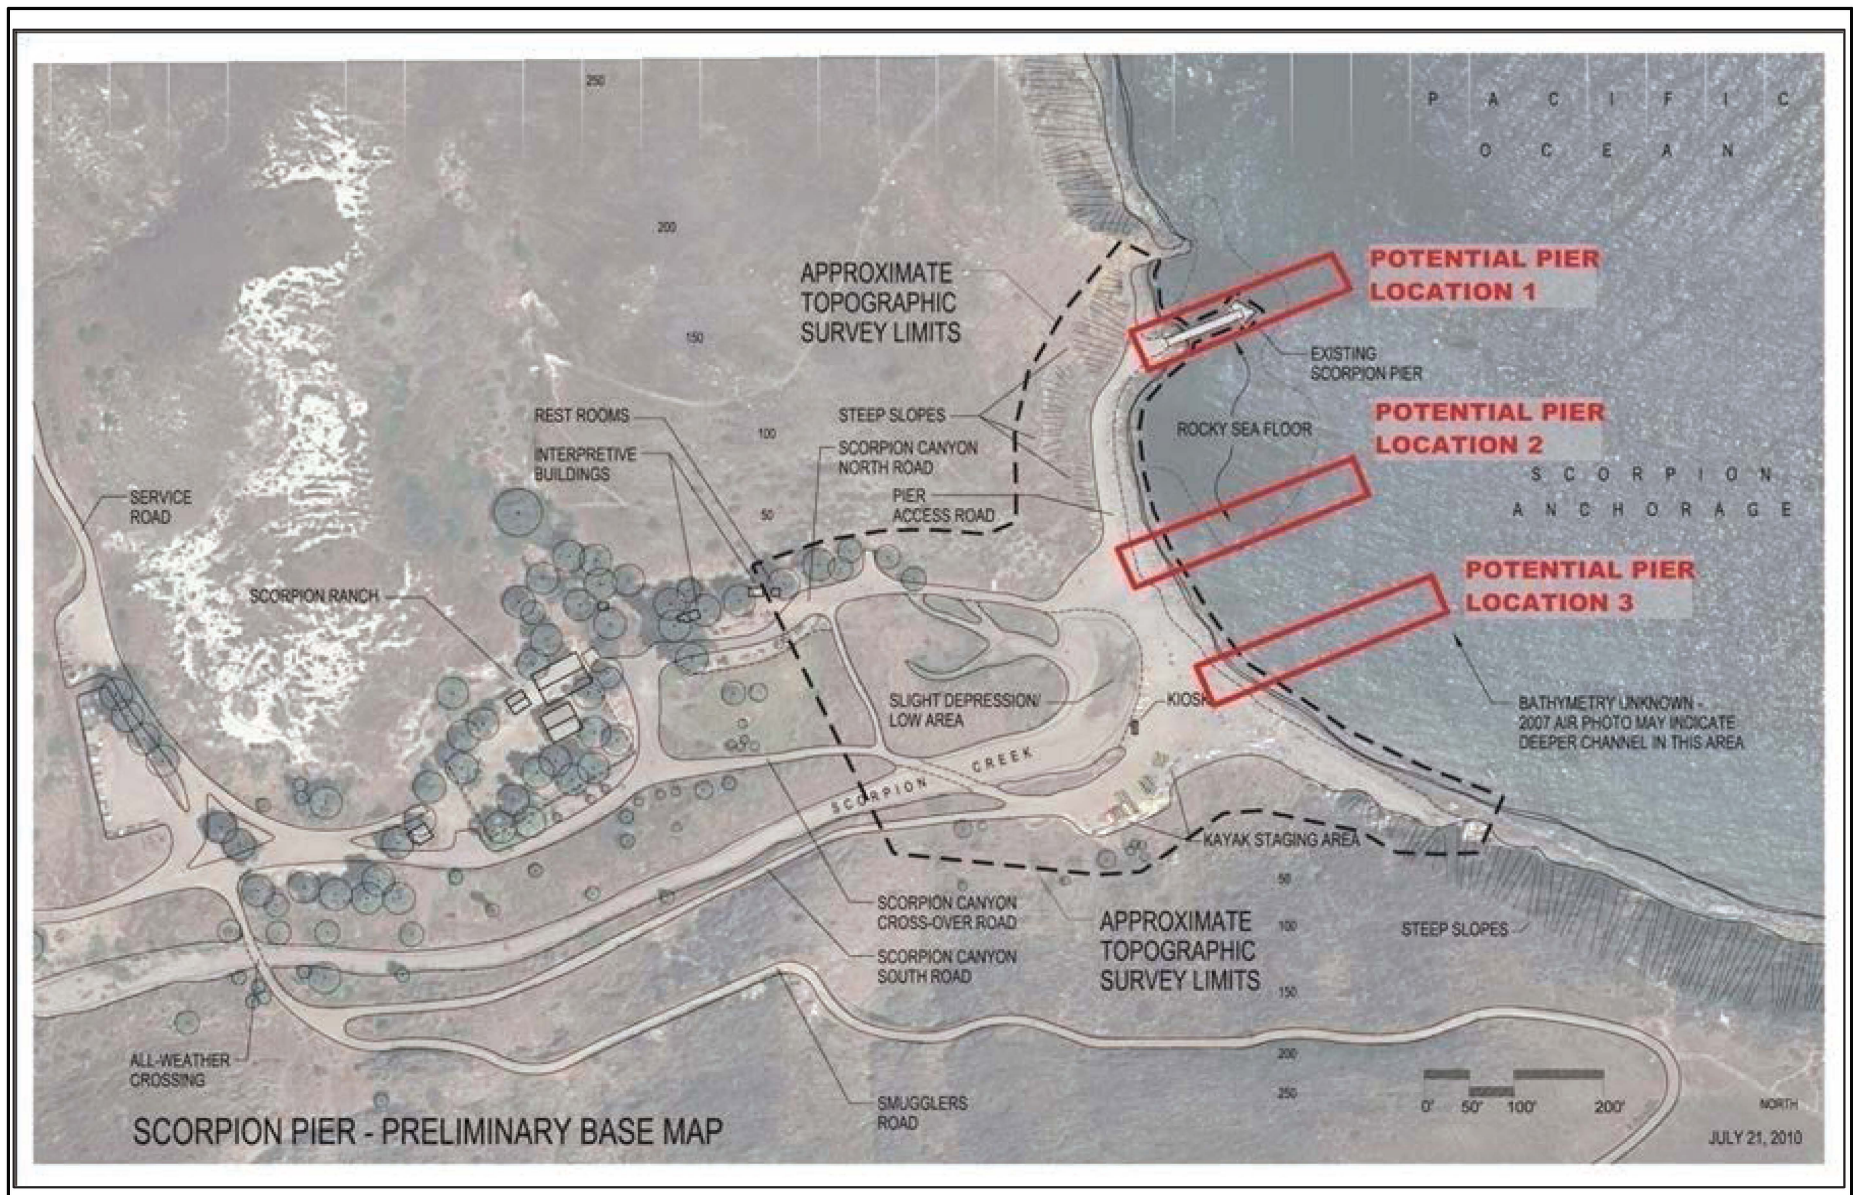 250
PACIFIC
OCEAN
200
APPROXIMATE
TOPOGRAPHIC
SURVEY LIMITS
POTENTIAL PIER
LOCATION 1
150
EXISTING
SCORPION PIER
REST ROOMS
STEEP SLOPES
100
POTENTIAL PIER
LOCATION 2
ROCKY SEA FLOOR
INTERPRETIVE
BUILDINGS
SCORPION CANYON
NORTH ROAD
SCORPION
ANCHORAGE
SERVICE
ROAD
PIER
ACCESS ROAD
50
SCORPION RANCH
POTENTIAL PIER
LOCATION 3
SLIGHT DEPRESSION/
LOW AREA
KIOSK
BATHYMETRY UNKNOWN -
2007 AIR PHOTO MAY INDICATE
DEEPER CHANNEL IN THIS AREA
SCORPION CREEK
KAYAK STAGING AREA
50
SCORPION CANYON
CROSS-OVER ROAD
APPROXIMATE
TOPOGRAPHIC
SURVEY LIMITS
100
STEEP SLOPES
SCORPION CANYON
SOUTH ROAD
150
ALL-WEATHER
CROSSING
200
250
SMUGGLERS
ROAD
0' 50' 100' 200'
NORTH
SCORPION PIER - PRELIMINARY BASE MAP
JULY 21, 2010